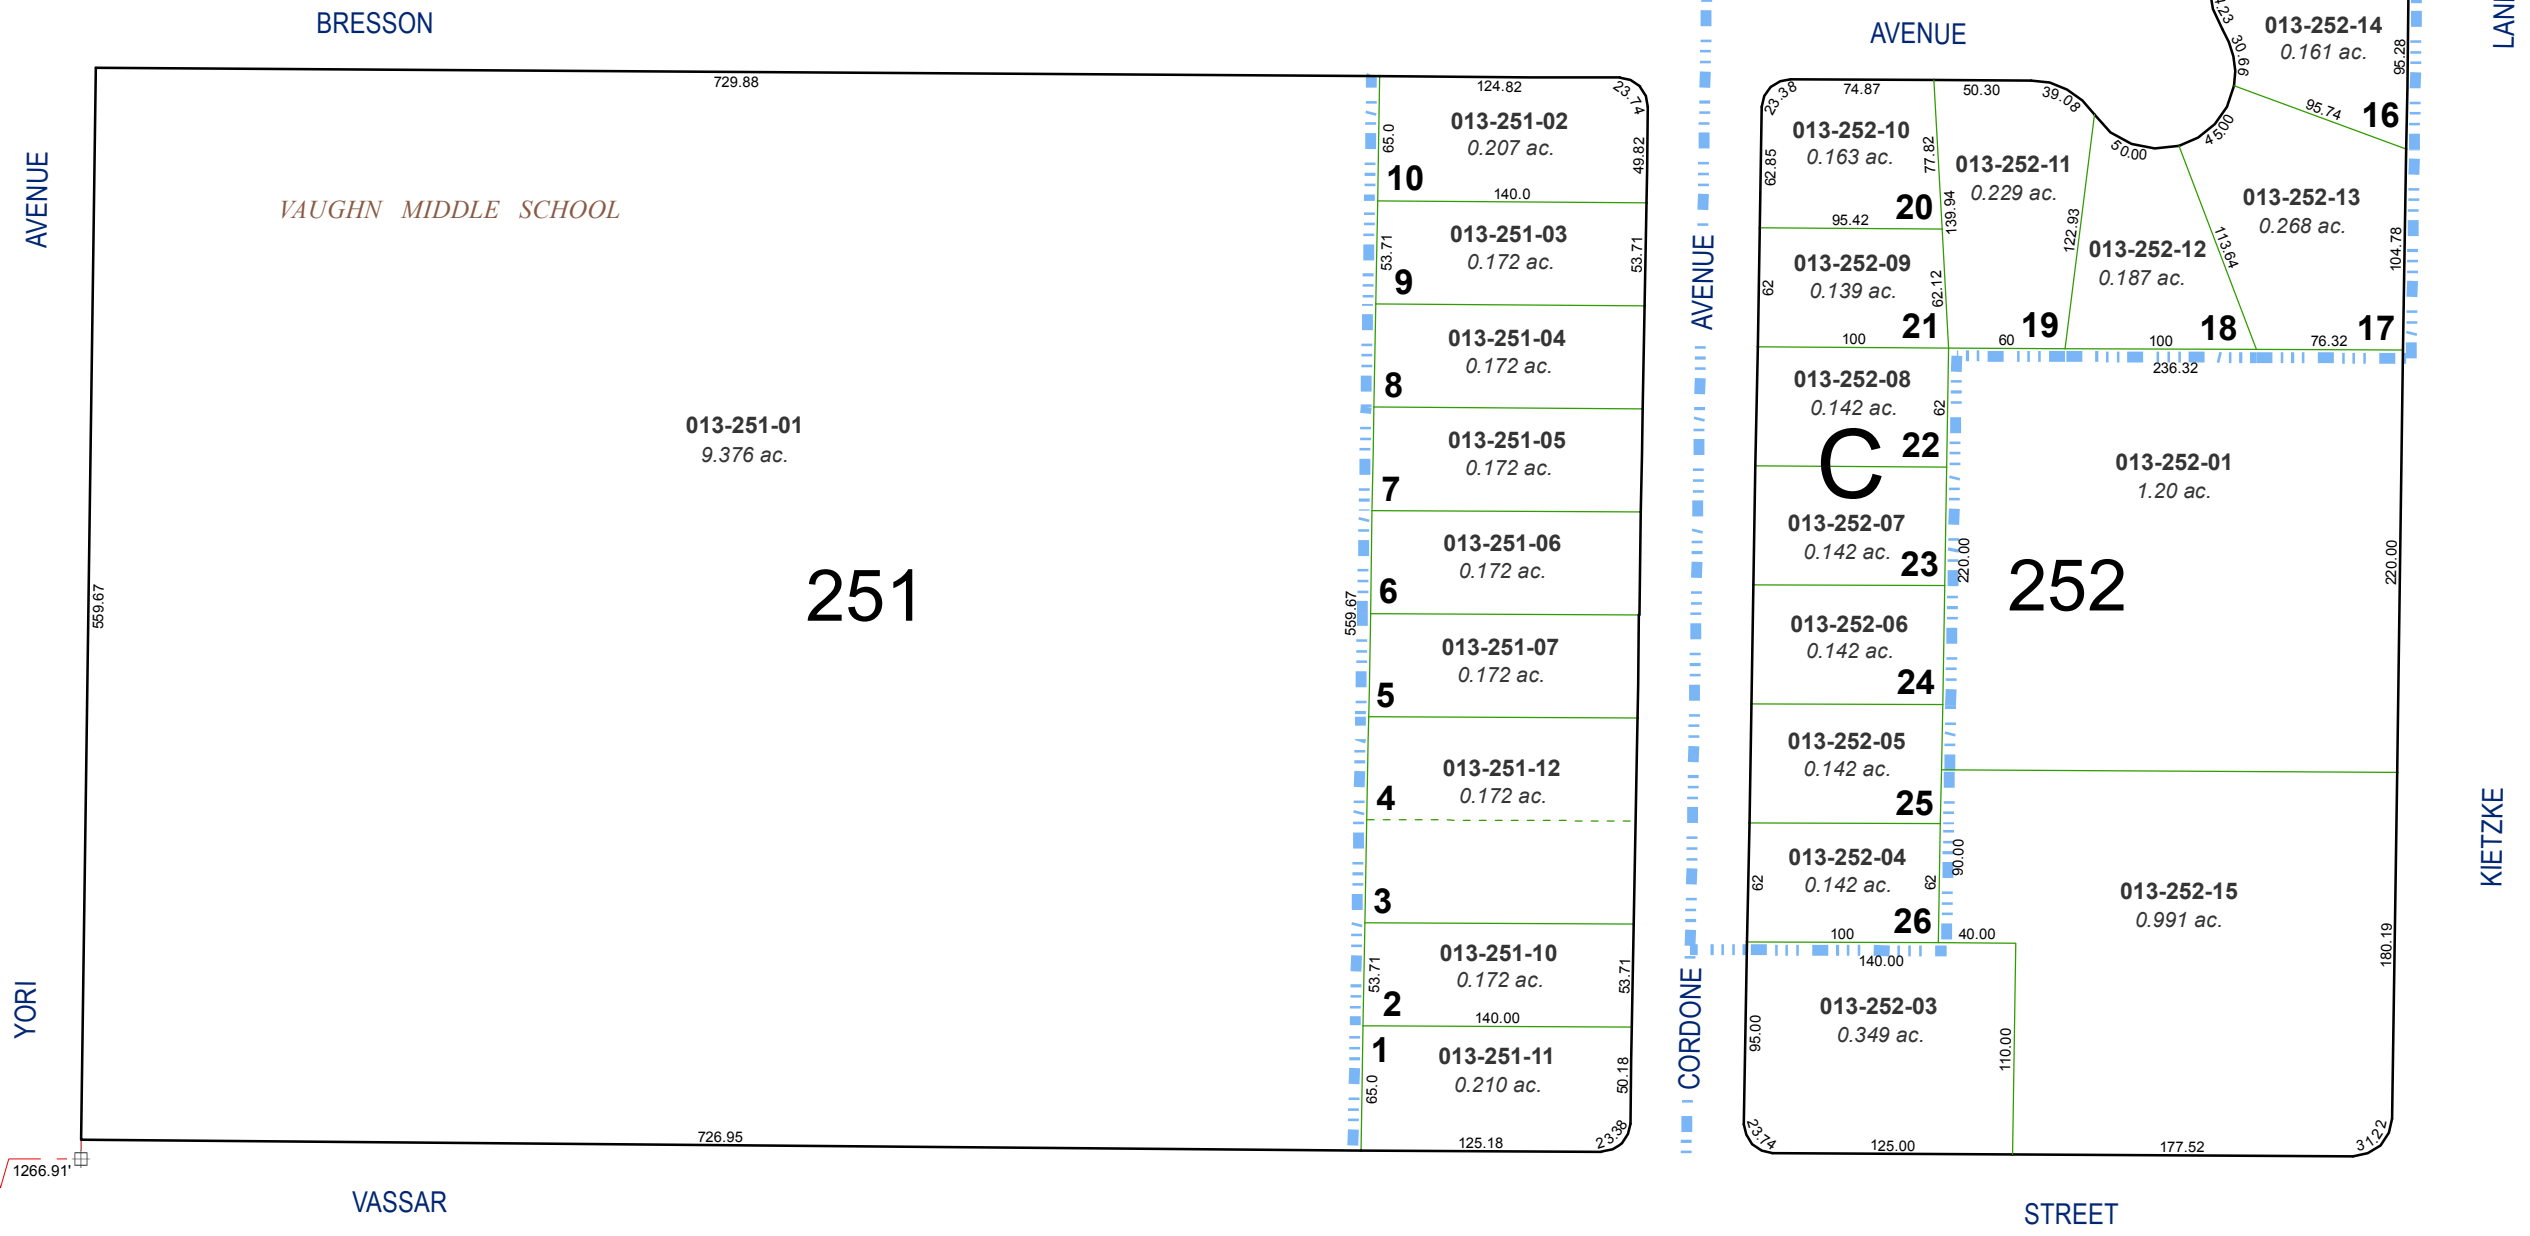 BRESSON
AVENUE
LANE
YORI
AVENUE
729.88
VAUGHN MIDDLE SCHOOL
013-251-01
9.376 ac.
251
559.67
559.67
726.95
1266.91'
VASSAR
124.82
23.74
65.0
013-251-02
0.207 ac.
49.82
10
140.0
013-251-03
0.172 ac.
53.71
53.71
9
013-251-04
0.172 ac.
8
013-251-05
0.172 ac.
7
013-251-06
0.172 ac.
6
013-251-07
0.172 ac.
5
013-251-12
0.172 ac.
4
3
013-251-10
0.172 ac.
53.71
53.71
2
140.00
1
013-251-11
0.210 ac.
65.0
50.18
125.18
23.38
AVENUE
CORDONE
23.38
74.87
013-252-10
0.163 ac.
62.85
77.82
20
95.42
013-252-09
0.139 ac.
62
62.12
139.94
21
100
50.30
39.08
013-252-11
0.229 ac.
122.93
19
60
50.00
013-252-12
0.187 ac.
113.64
18
100
45.00
013-252-13
0.268 ac.
104.78
17
76.32
30.66
013-252-14
0.161 ac.
95.28
95.74
16
013-252-08
0.142 ac.
62
22
C
013-252-07
0.142 ac.
23
013-252-06
0.142 ac.
24
013-252-05
0.142 ac.
25
013-252-04
0.142 ac.
62
62
26
100
40.00
140.00
236.32
013-252-01
1.20 ac.
220.00
220.00
252
90.00
013-252-15
0.991 ac.
180.19
013-252-03
0.349 ac.
95.00
110.00
23.74
125.00
177.52
31.22
KIETZKE
STREET